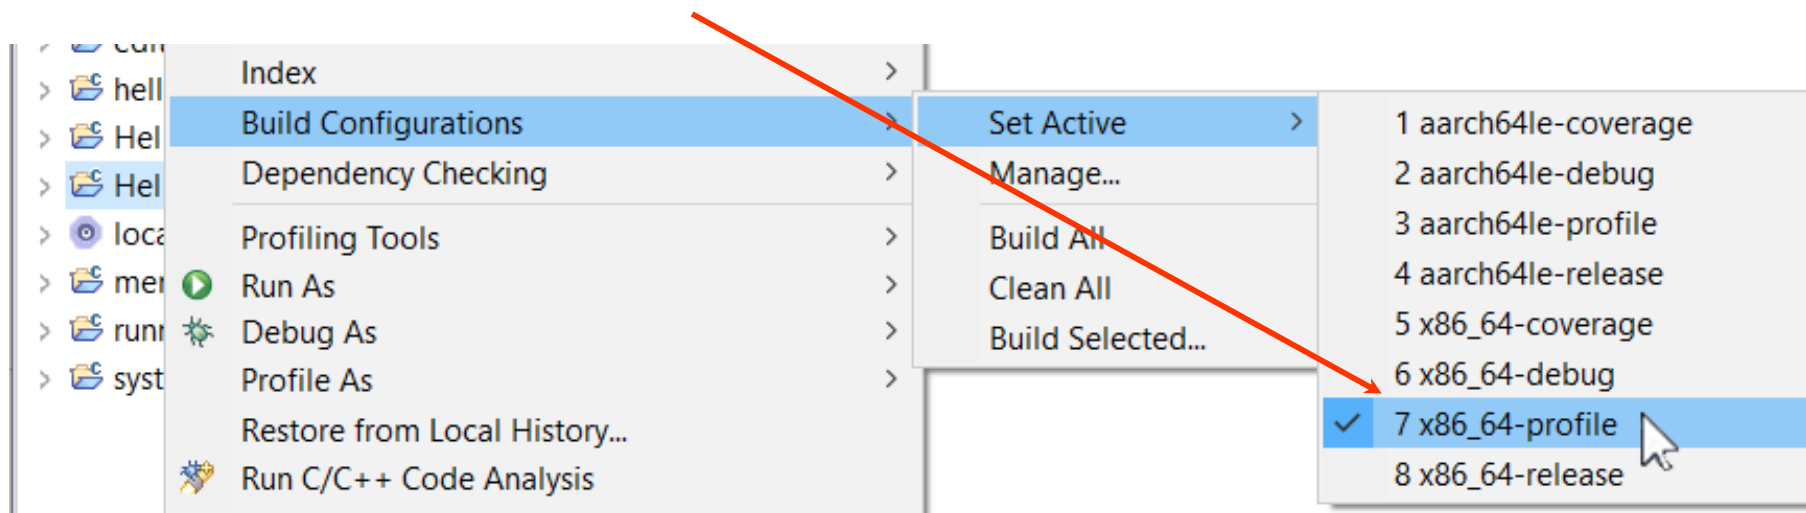 hell
Hel
Hel
loca
mer
runr
syst
Index
Build Configurations
Dependency Checking
Profiling Tools
Run As
Debug As
Profile As
Restore from Local History...
Run C/C++ Code Analysis
Set Active
Manage...
Build All
Clean All
Build Selected...
1 aarch64le-coverage
2 aarch64le-debug
3 aarch64le-profile
4 aarch64le-release
5 x86_64-coverage
6 x86_64-debug
7 x86_64-profile
8 x86_64-release